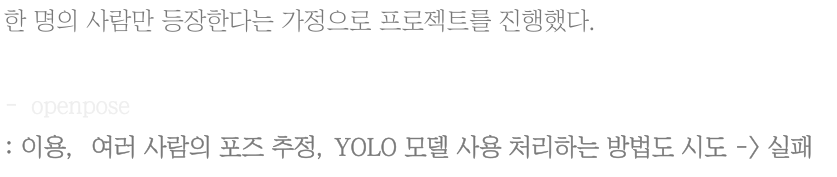 한 명의 사람만 등장한다는 가정으로 프로젝트를 진행했다.
- openpose
: 이용, 여러 사람의 포즈 추정, YOLO 모델 사용 처리하는 방법도 시도 -> 실패